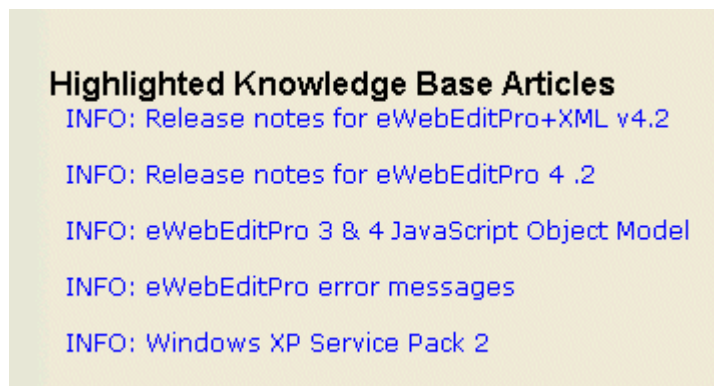 Highlighted Knowledge Base Articles
INFO: Release notes for eWebEditPro+XML v4.2
INFO: Release notes for eWebEditPro 4 .2
INFO: eWebEditPro 3 & 4 JavaScript Object Model
INFO: eWebEditPro error messages
INFO: Windows XP Service Pack 2